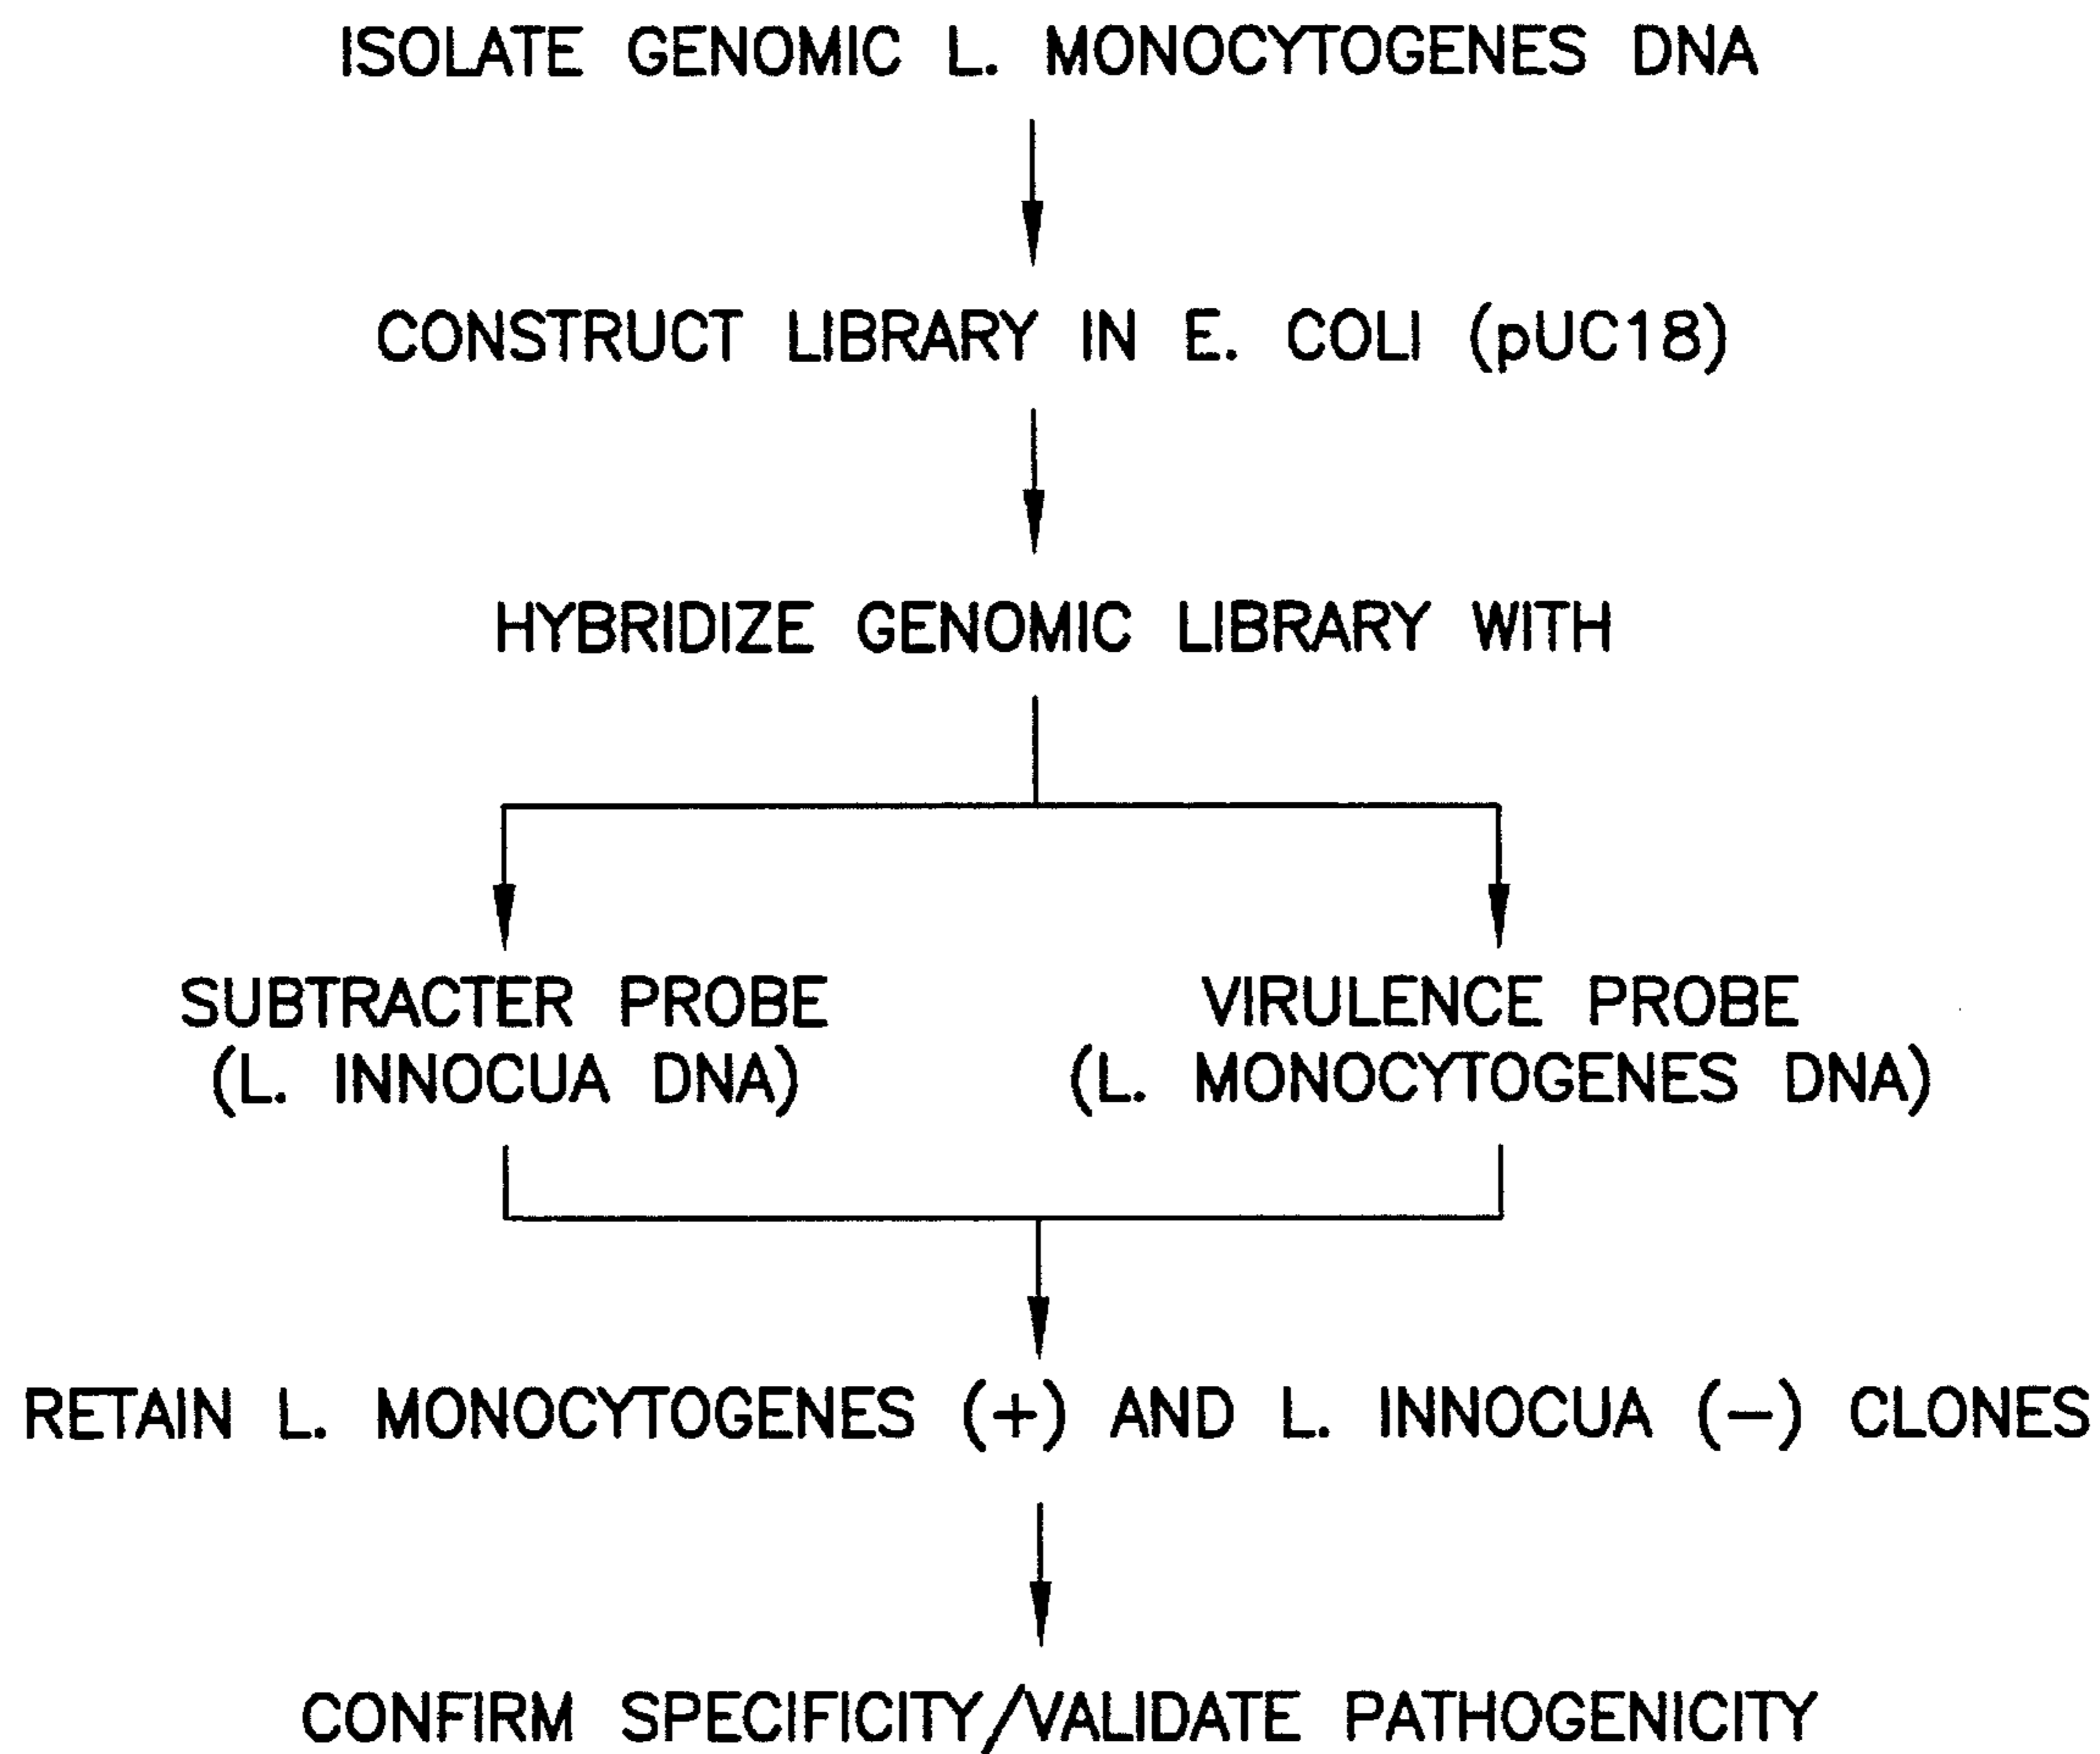 ISOLATE GENOMIC L. MONOCYTOGENES DNA
CONSTRUCT LIBRARY IN E. COLI (pUC18)
HYBRIDIZE GENOMIC LIBRARY WITH
SUBTRACTER PROBE
(L. INNOCUA DNA)
VIRULENCE PROBE
(L. MONOCYTOGENES DNA)
RETAIN L. MONOCYTOGENES (+) AND L. INNOCUA (−) CLONES
CONFIRM SPECIFICITY/VALIDATE PATHOGENICITY